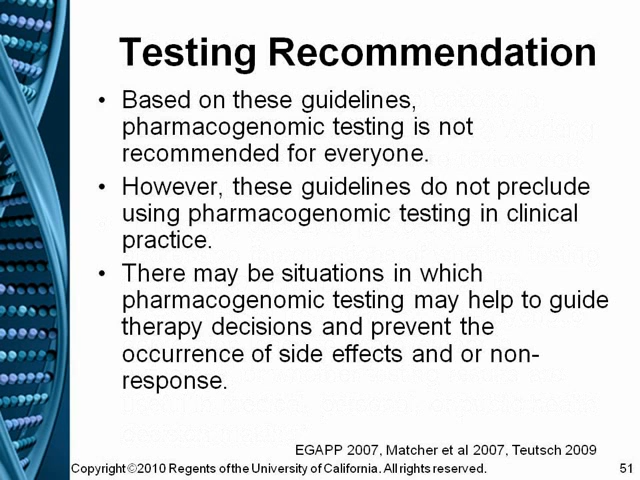 Testing Recommendation
• Based on these guidelines,
pharmacogenomic testing is not
recommended for everyone.
• However, these guidelines do not preclude
using pharmacogenomic testing in clinical
practice.
• There may be situations in which
pharmacogenomic testing may help to guide
therapy decisions and prevent the
occurrence of side effects and or non-
response.
EGAPP 2007, Matcher et al 2007, Teutsch 2009
Copyright ©2010 Regents of the University of California. All rights reserved.
51